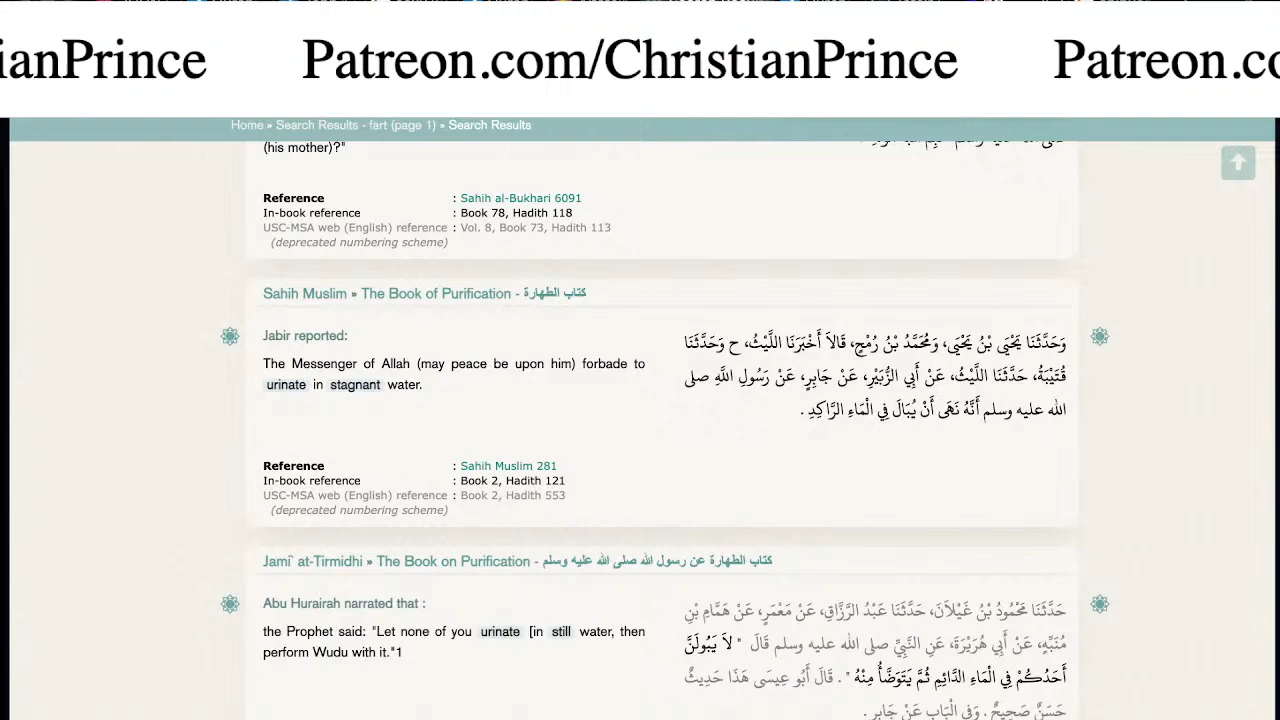 ianPrince Patreon.com/ChristianPrince Patreon.co
Home » Search Results - fart (page 1) » Search Results
(his mother)?"
Reference : Sahih al-Bukhari 6091
In-book reference : Book 78, Hadith 118
USC-MSA web (English) reference : Vol. 8, Book 73, Hadith 113
(deprecated numbering scheme)
Sahih Muslim » The Book of Purification - كتاب الطهارة
Jabir reported:
The Messenger of Allah (may peace be upon him) forbade to
urinate in stagnant water.
وَحَدَّثَنَا يَحْيَى بْنُ يَحْيَى، وَمُحَمَّدُ بْنُ رُمْحٍ، قَالاَ أَخْبَرَنَا اللَّيْثُ، ح وَحَدَّثَنَا
قُتَيْبَةُ، حَدَّثَنَا اللَّيْثُ، عَنْ أَبِي الزُّبَيْرِ، عَنْ جَابِرٍ، عَنْ رَسُولِ اللَّهِ صلى
الله عليه وسلم أَنَّهُ نَهَى أَنْ يُبَالَ فِي الْمَاءِ الرَّاكِدِ .
Reference : Sahih Muslim 281
In-book reference : Book 2, Hadith 121
USC-MSA web (English) reference : Book 2, Hadith 553
(deprecated numbering scheme)
Jami` at-Tirmidhi » The Book on Purification - كتاب الطهارة عن رسول الله صلى الله عليه وسلم
Abu Hurairah narrated that :
the Prophet said: "Let none of you urinate [in still water, then
perform Wudu with it."1
حَدَّثَنَا مَحْمُودُ بْنُ غَيْلاَنَ، حَدَّثَنَا عَبْدُ الرَّزَّاقِ، عَنْ مَعْمَرٍ، عَنْ هَمَّامِ بْنِ
مُنَبِّهٍ، عَنْ أَبِي هُرَيْرَةَ، عَنِ النَّبِيِّ صلى الله عليه وسلم قَالَ " لاَ يَبُولَنَّ
أَحَدُكُمْ فِي الْمَاءِ الدَّائِمِ ثُمَّ يَتَوَضَّأُ مِنْهُ " . قَالَ أَبُو عِيسَى هَذَا حَدِيثٌ
حَسَنٌ صَحِيحٌ . وَفِي الْبَابِ عَنْ جَابِرٍ .